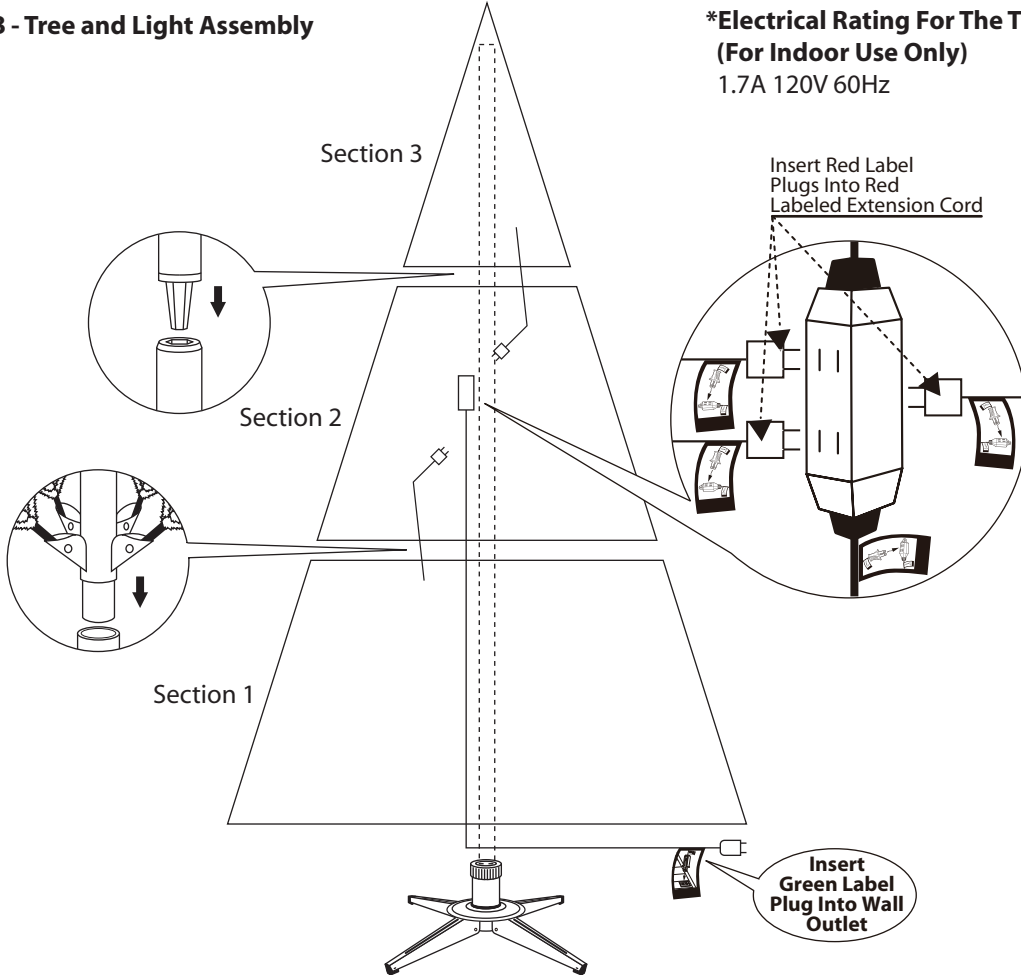 - Tree and Light Assembly
*Electrical Rating For The
(For Indoor Use Only)
1.7A 120V 60Hz
Section 3
Insert Red Label
Plugs Into Red
Labeled Extension Cord
Section 2
Section 1
Insert
Green Label
Plug Into Wall
Outlet